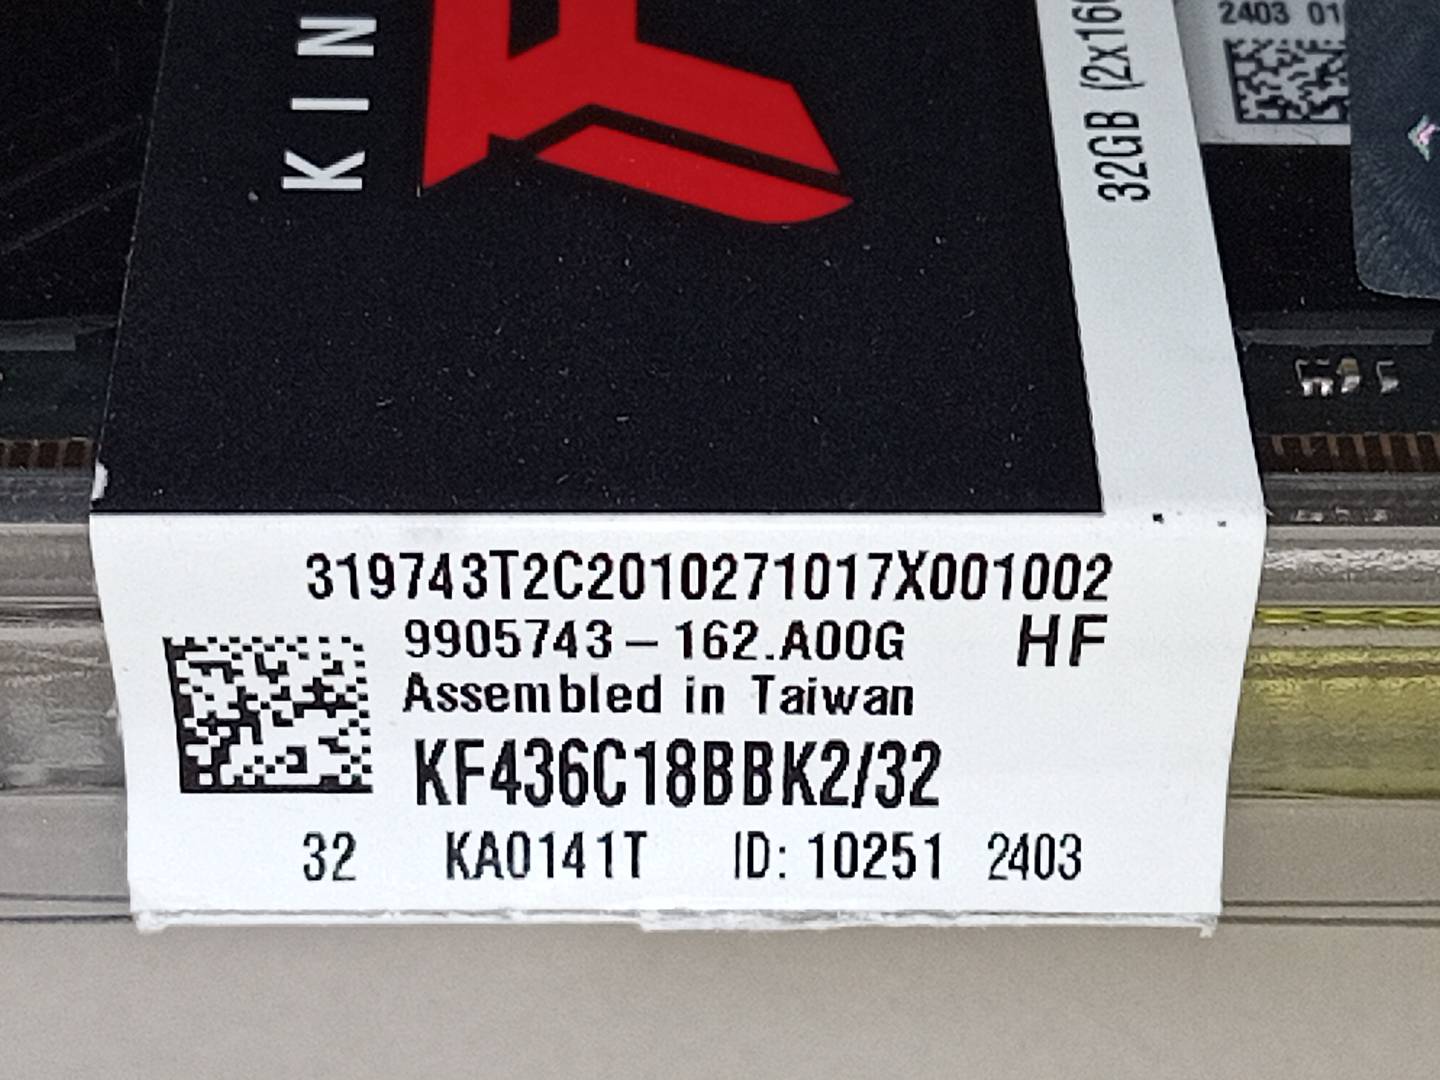 KIN
32GB (2x16G
2403 01
319743T2C2010271017X001002
9905743-162.A00G HF
Assembled in Taiwan
KF436C18BBK2/32
32 KA0141T ID: 10251 2403